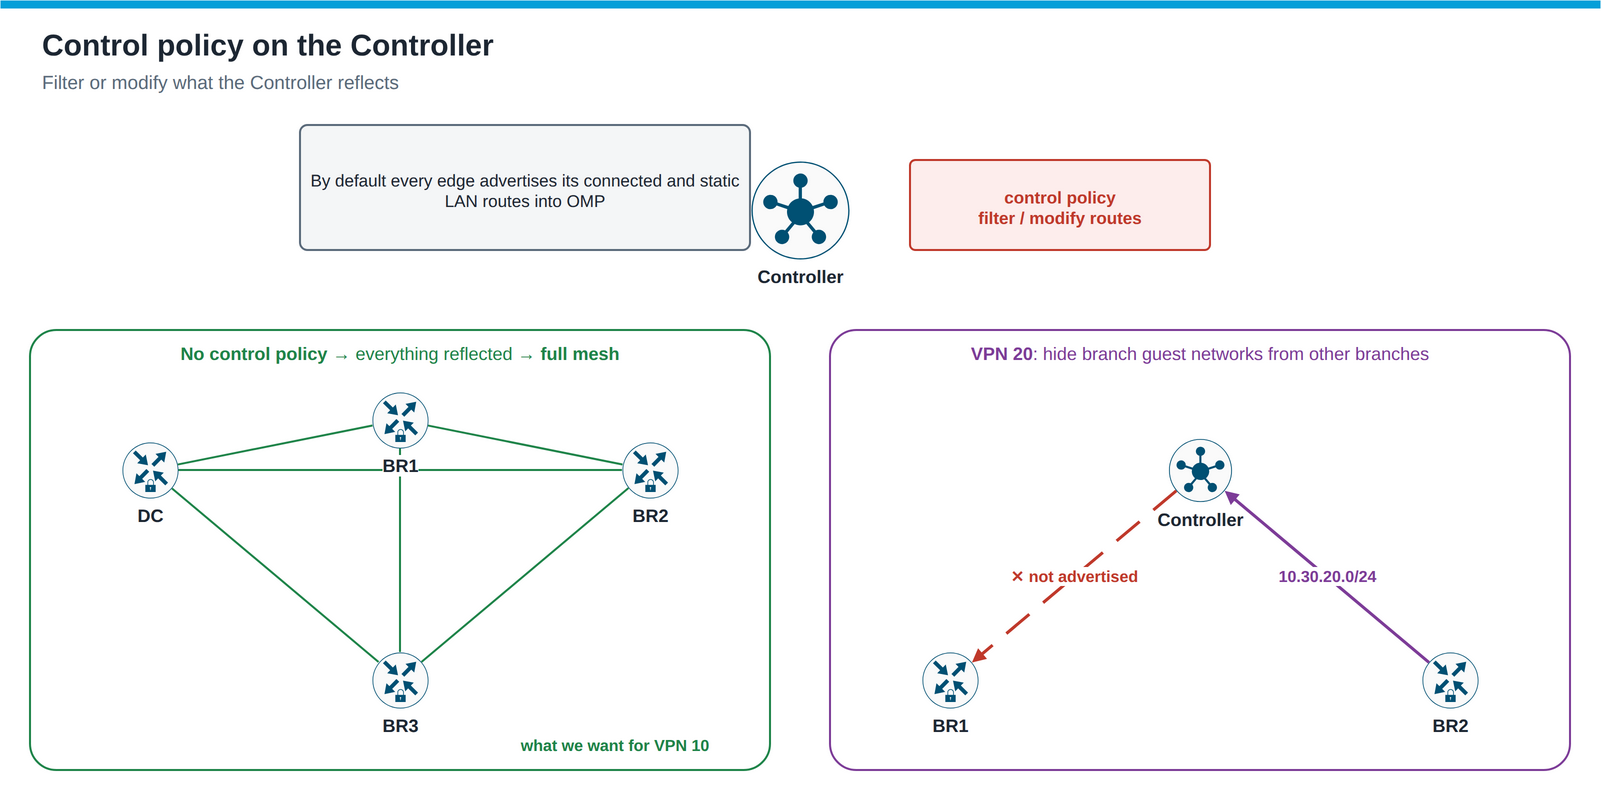 Control policy on the Controller
Filter or modify what the Controller reflects
By default every edge advertises its connected and static
LAN routes into OMP
Controller
control policy
filter / modify routes
No control policy → everything reflected → full mesh
BR1
DC
BR2
BR3
what we want for VPN 10
VPN 20: hide branch guest networks from other branches
Controller
✕ not advertised
10.30.20.0/24
BR1
BR2